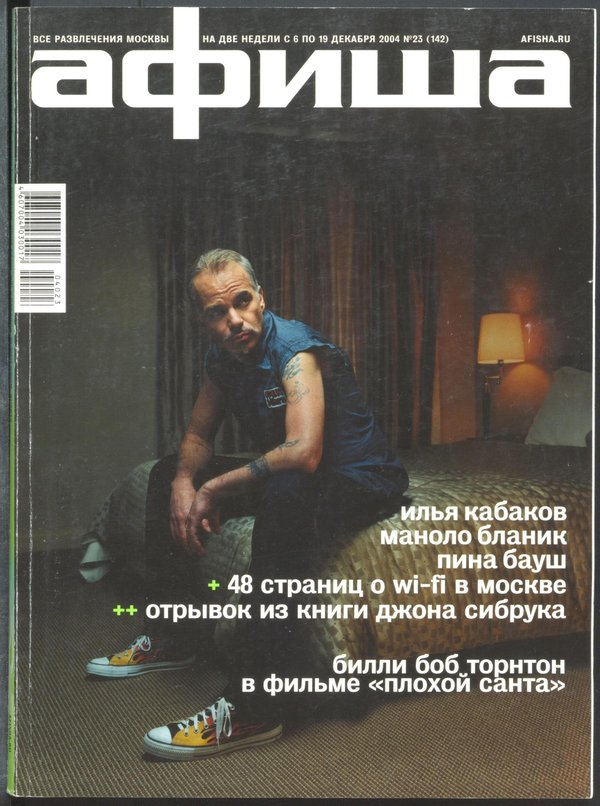 ВСЕ РАЗВЛЕЧЕНИЯ МОСКВЫ НА ДВЕ НЕДЕЛИ С 6 ПО 19 ДЕКАБРЯ 2004 №23 (142) AFISHA.RU
афиша
4607004030017
04023
илья кабаков
маноло бланик
пина бауш
+ 48 страниц о wi-fi в москве
++ отрывок из книги джона сибрука
билли боб торнтон
в фильме «плохой санта»